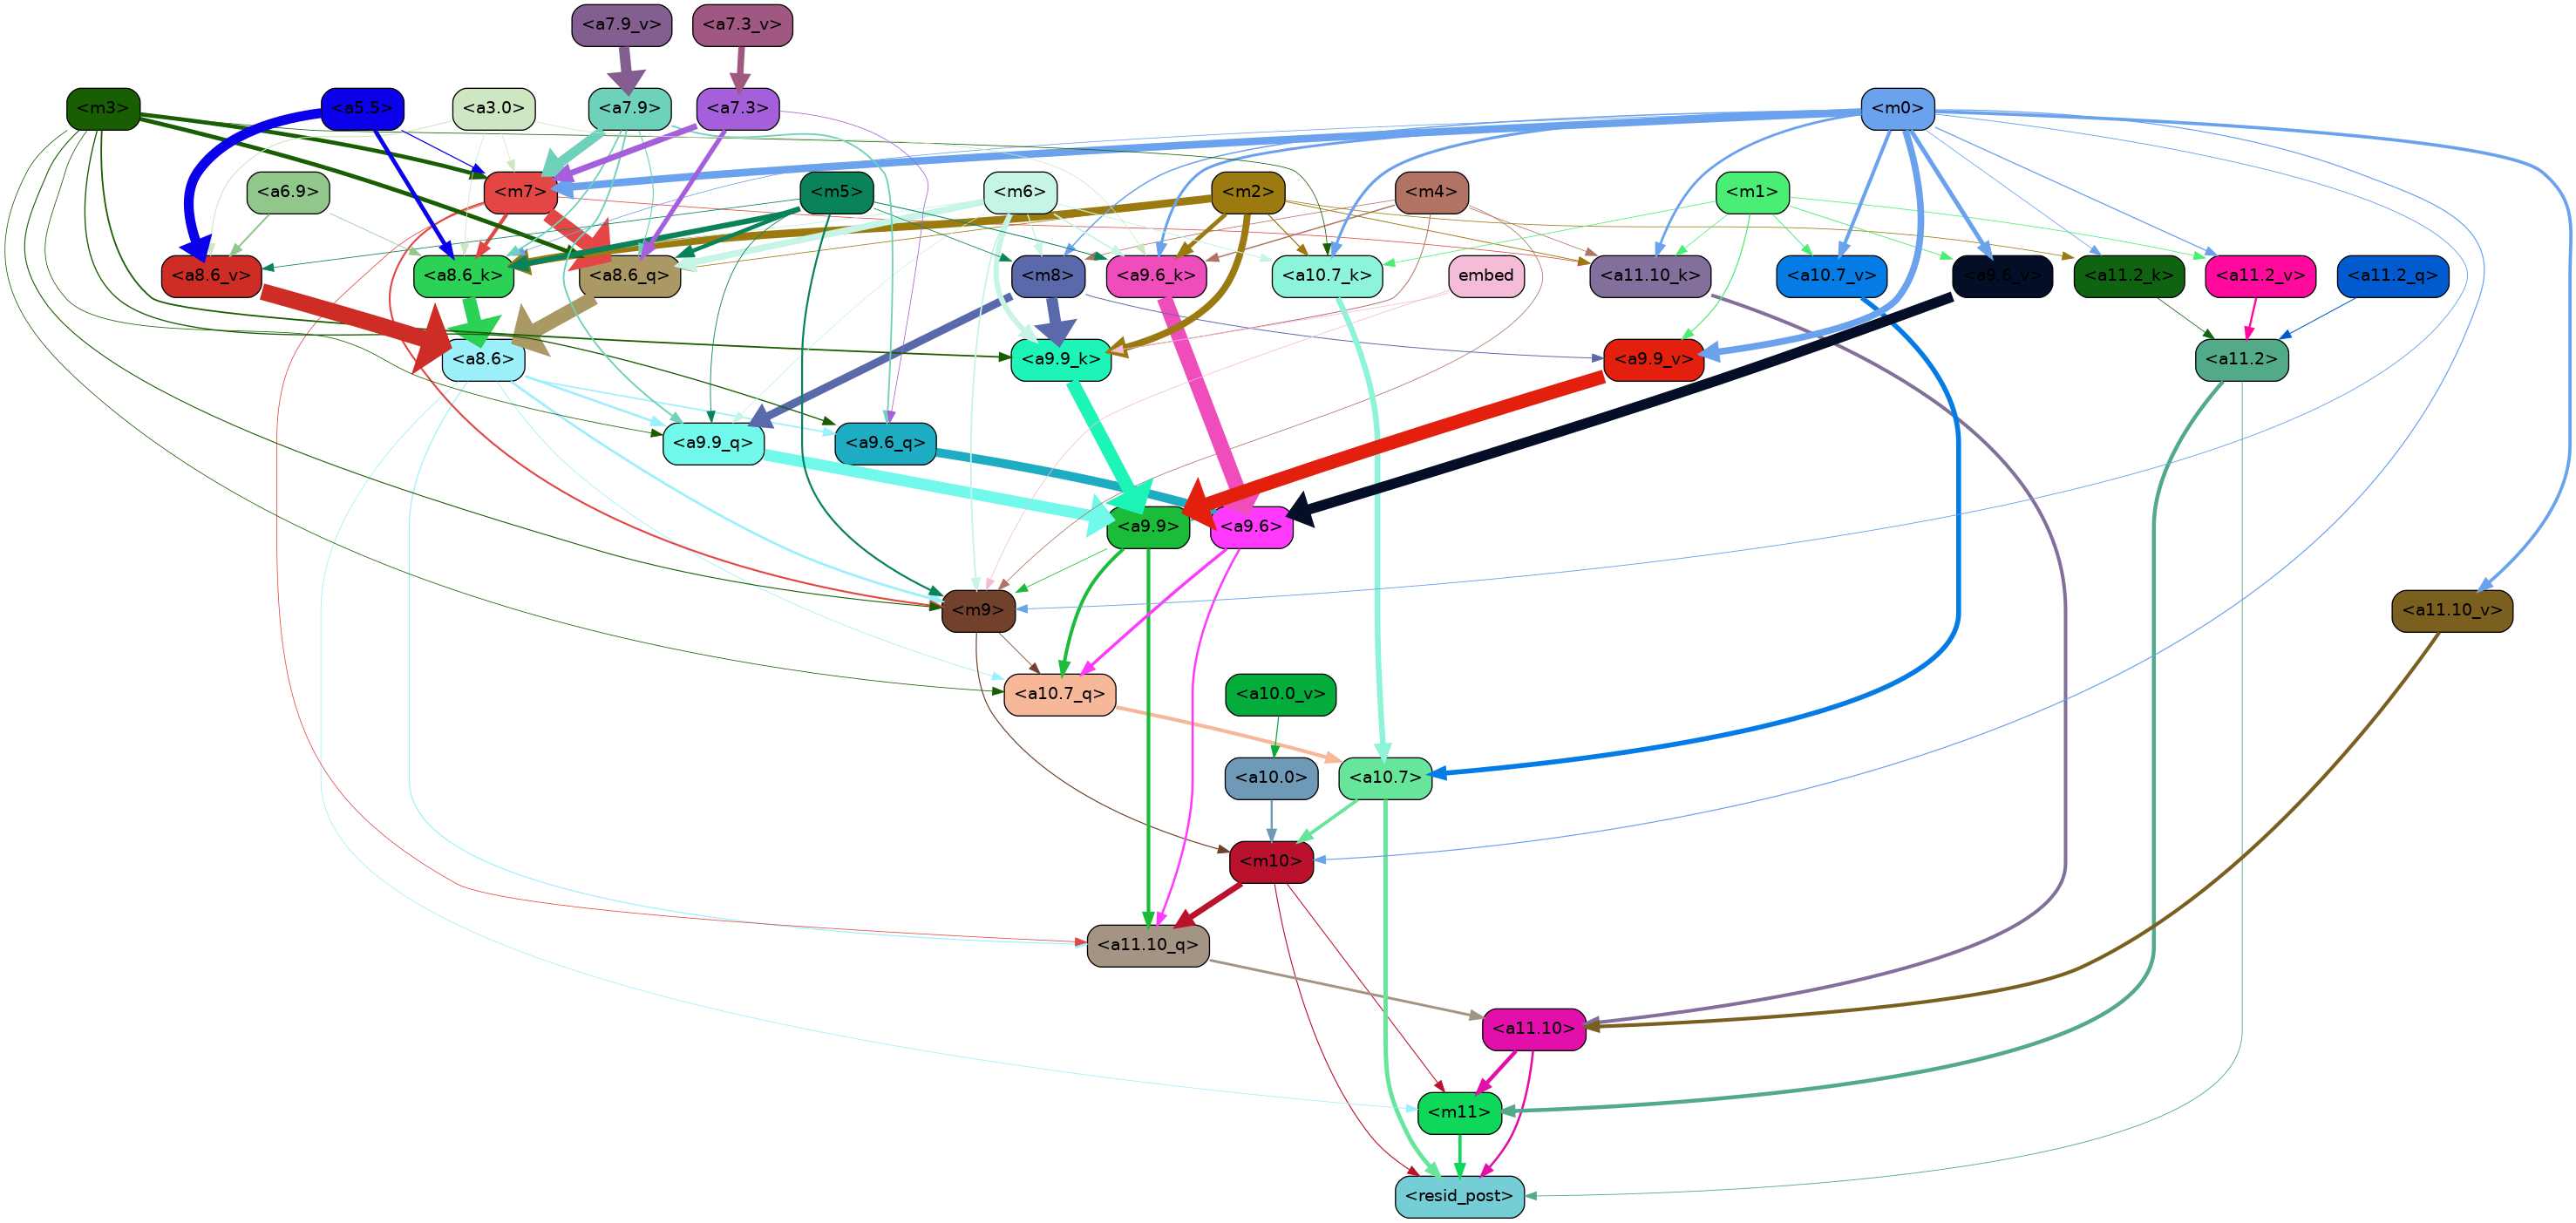 <a7.9_v>
<a7.3_v>
<m3>
<a5.5>
<a3.0>
<a7.9>
<a7.3>
<m0>
<a6.9>
<m7>
<m5>
<m6>
<m2>
<m4>
<m1>
<a8.6_v>
<a8.6_k>
<a8.6_q>
<m8>
<a9.6_k>
<a10.7_k>
embed
<a11.10_k>
<a10.7_v>
<a9.6_v>
<a11.2_k>
<a11.2_v>
<a11.2_q>
<a8.6>
<a9.9_k>
<a9.9_v>
<a11.2>
<a9.9_q>
<a9.6_q>
<a9.9>
<a9.6>
<m9>
<a11.10_v>
<a10.7_q>
<a10.0_v>
<a10.0>
<a10.7>
<m10>
<a11.10_q>
<a11.10>
<m11>
<resid_post>